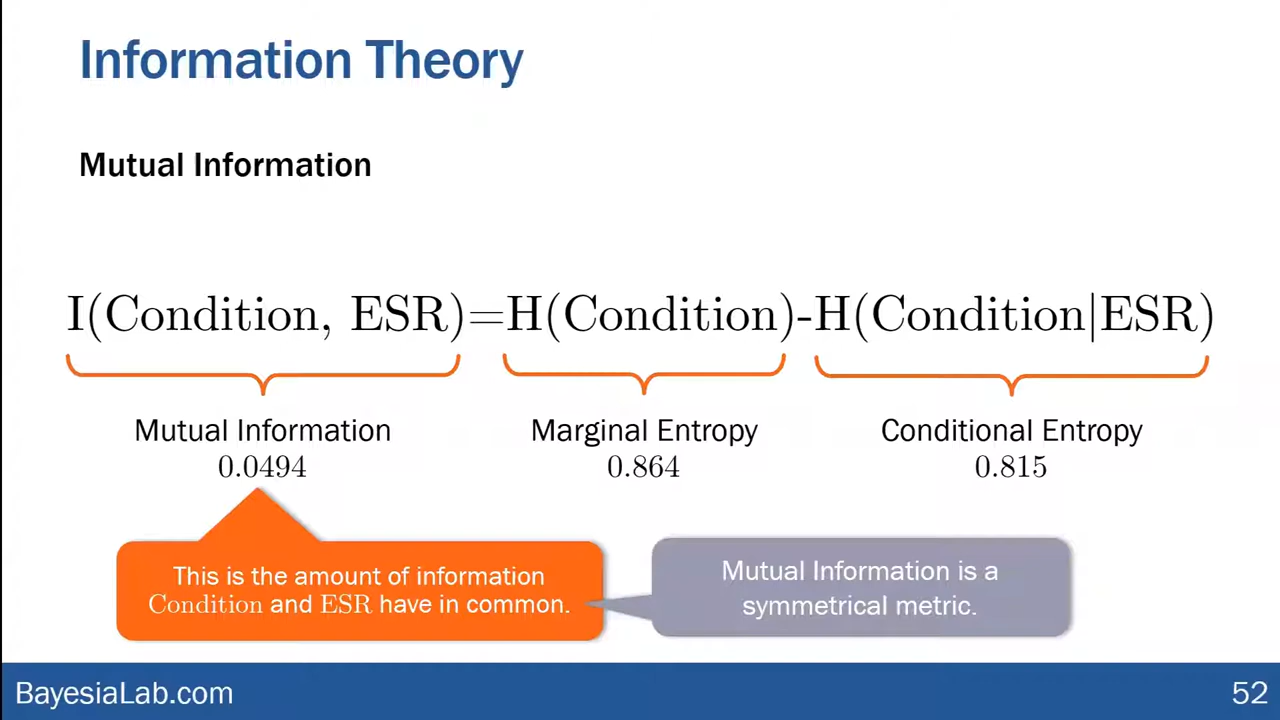 Information Theory
Mutual Information
I(Condition, ESR)=H(Condition)-H(Condition|ESR)
Mutual Information
0.0494
Marginal Entropy
0.864
Conditional Entropy
0.815
This is the amount of information
Condition and ESR have in common.
Mutual Information is a
symmetrical metric.
BayesiaLab.com
52